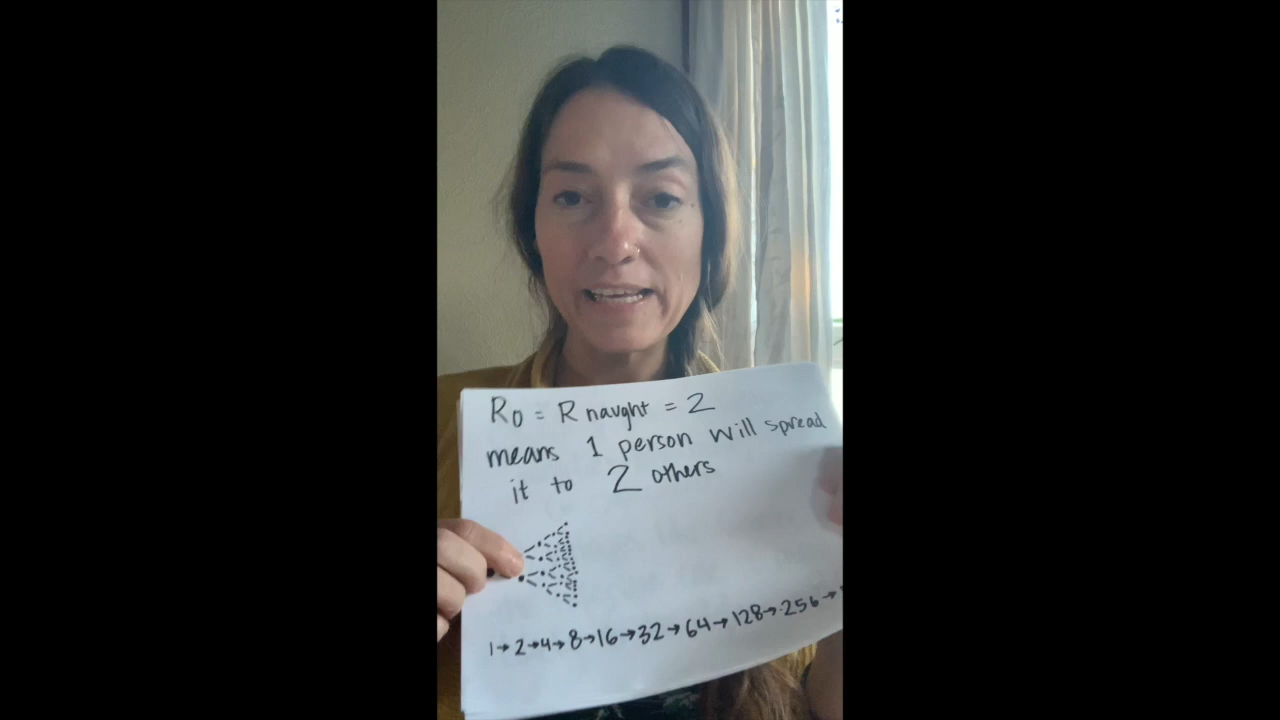 R0 = R naught = 2
means 1 person will spread
it to 2 others
1→2→4→8→16→32→64→128→256→